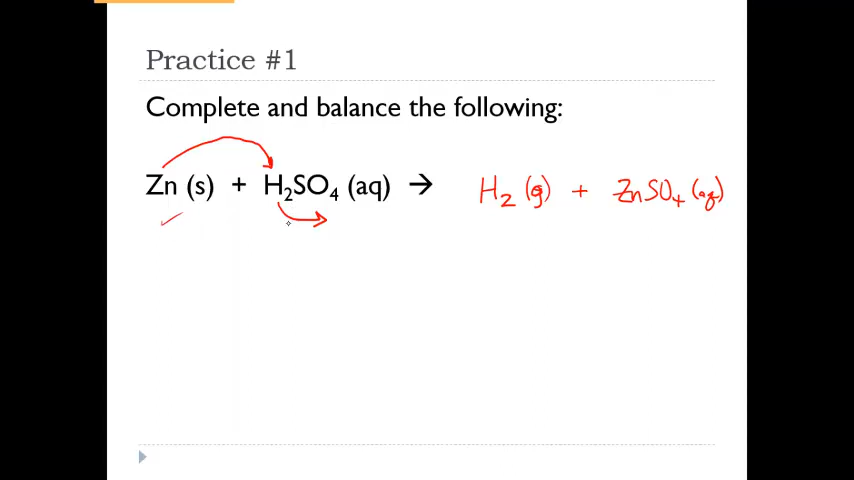 Practice #1
Complete and balance the following:
Zn (s) + H₂SO₄ (aq) → H₂ (g) + ZnSO₄ (aq)